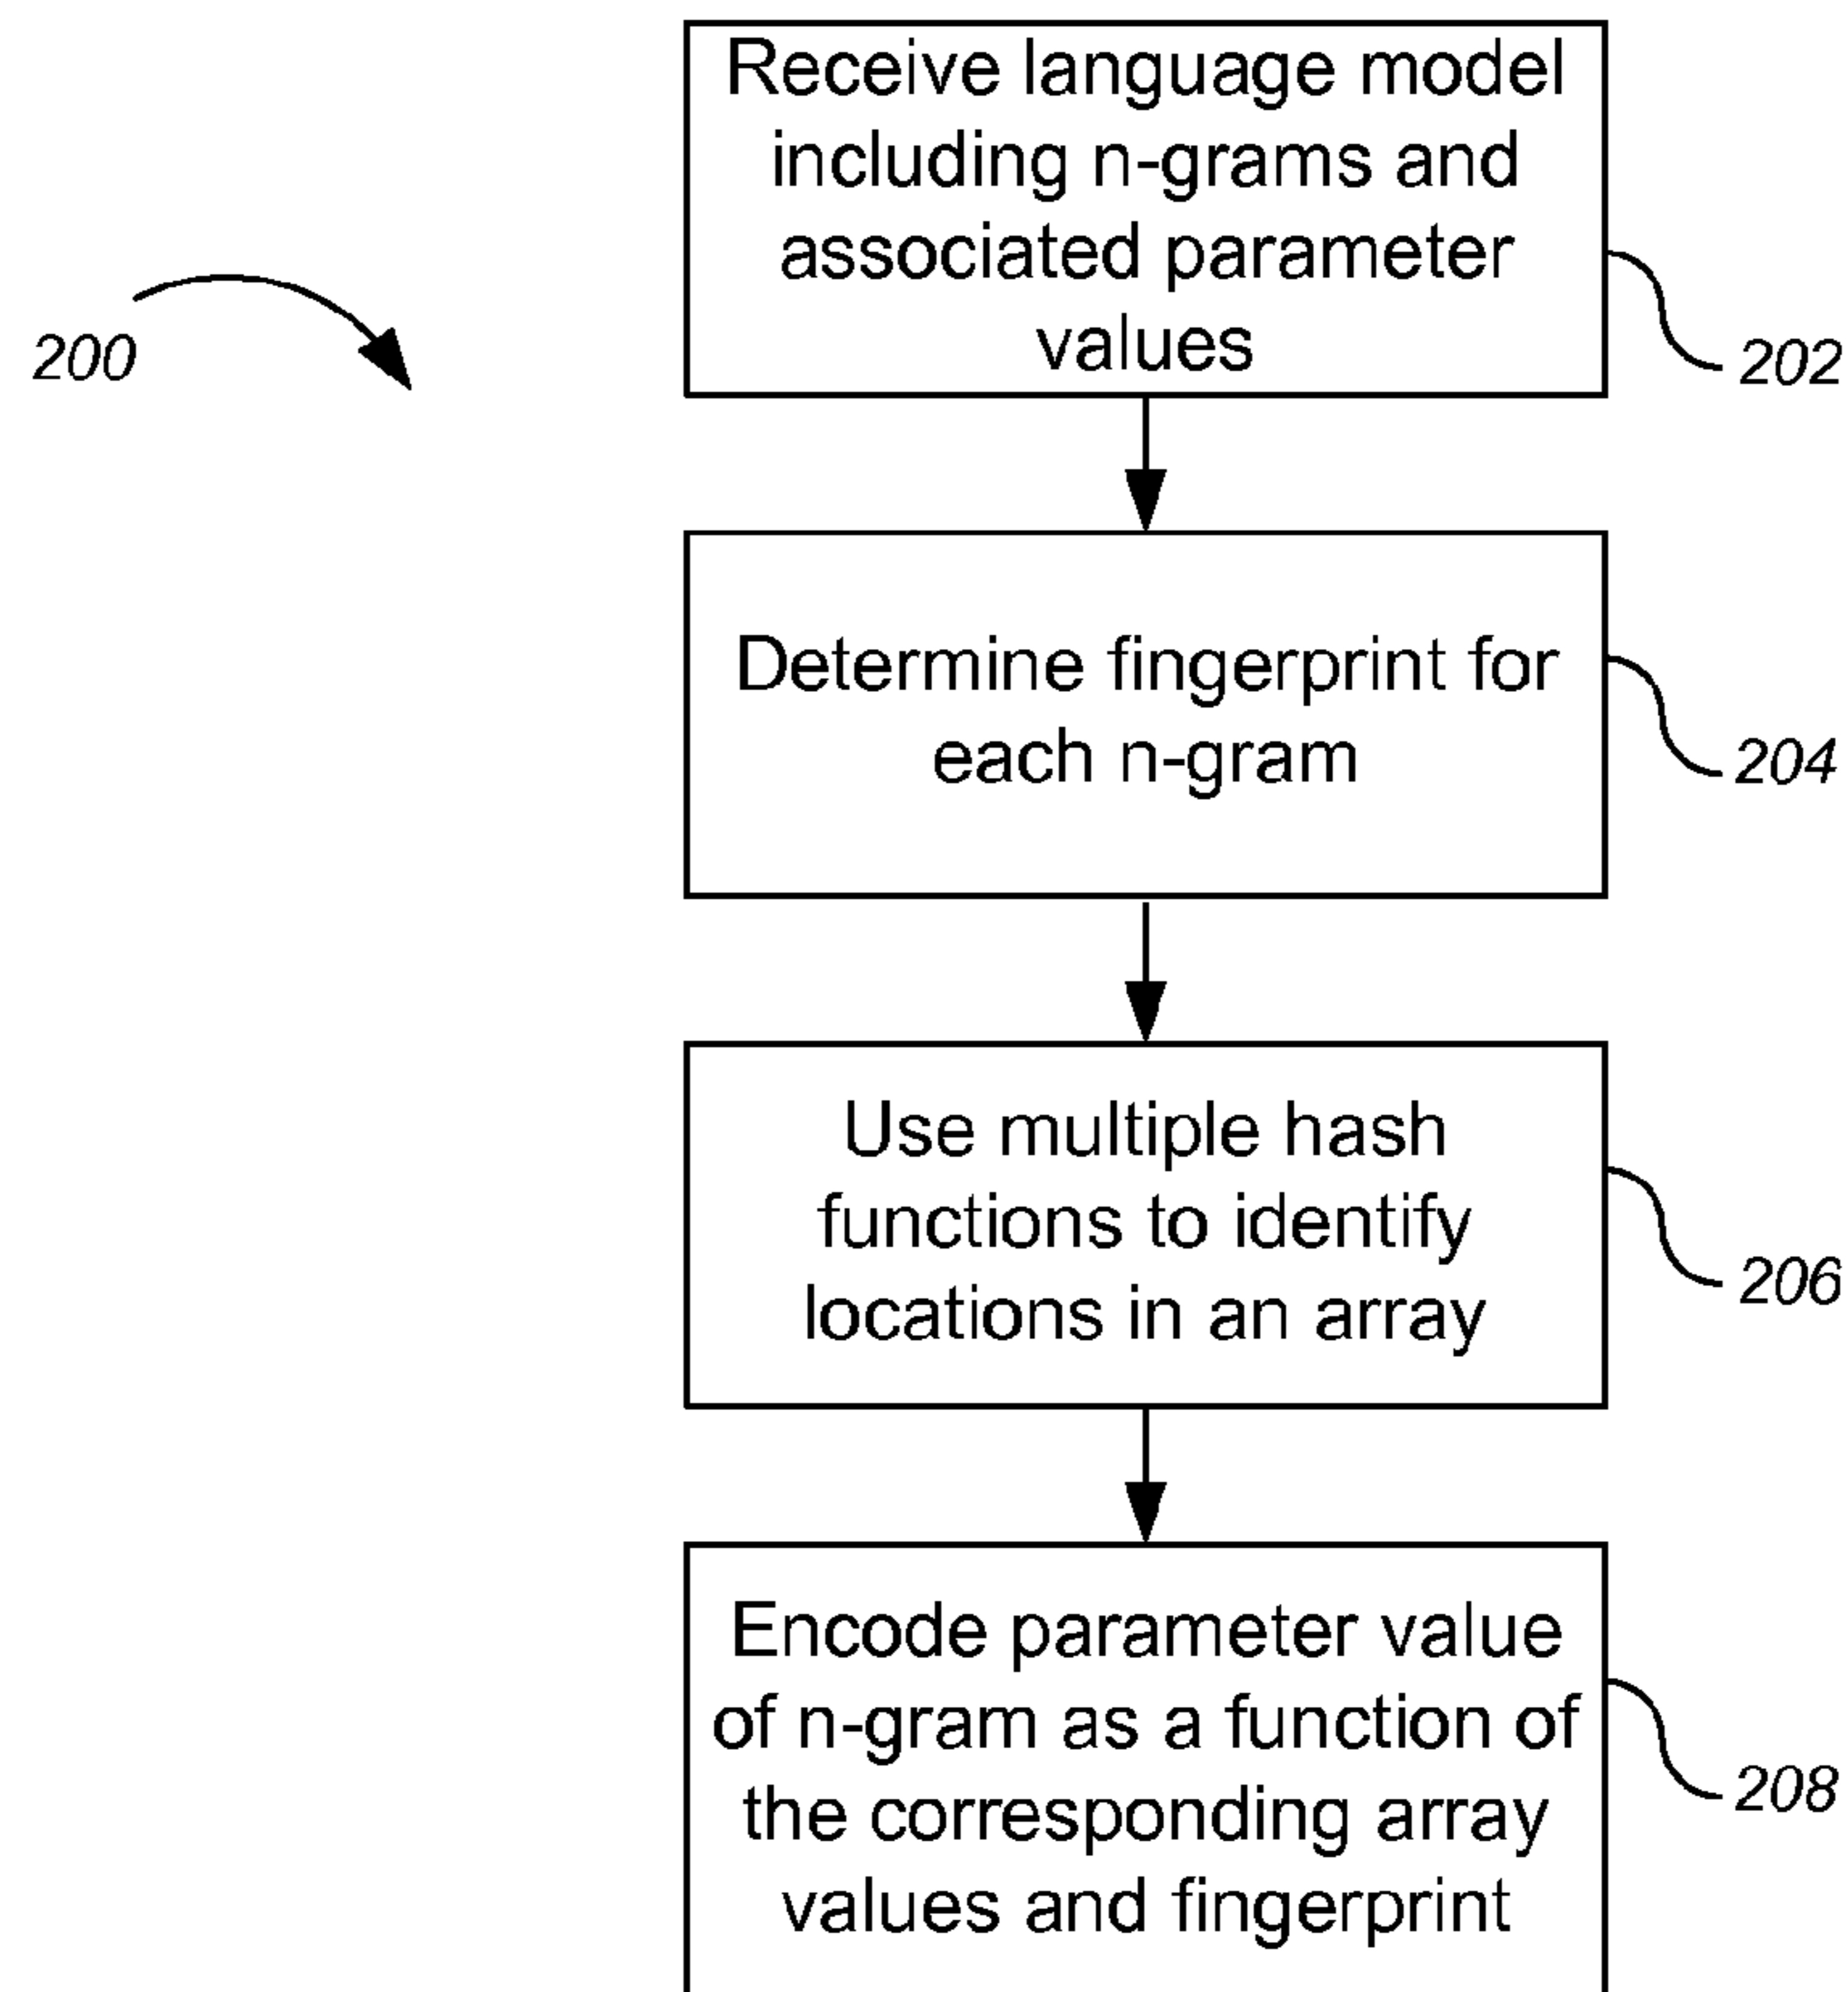 Receive language model
including n-grams and
associated parameter
values
200
202
Determine fingerprint for
each n-gram
204
Use multiple hash
functions to identify
locations in an array
206
Encode parameter value
of n-gram as a function of
the corresponding array
values and fingerprint
208